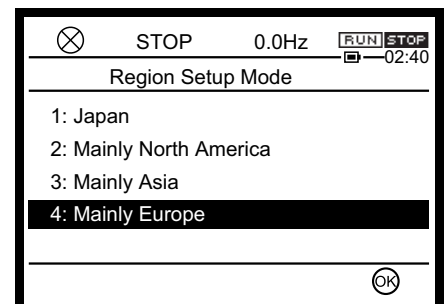 STOP 0.0Hz RUN STOP
02:40
Region Setup Mode
1: Japan
2: Mainly North America
3: Mainly Asia
4: Mainly Europe
OK